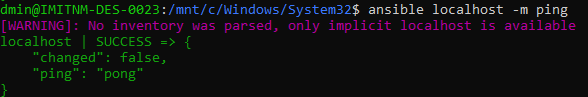 dmin@IMITNM-DES-0023:/mnt/c/Windows/System32$ ansible localhost -m ping
[WARNING]: No inventory was parsed, only implicit localhost is available
localhost | SUCCESS => {
    "changed": false,
    "ping": "pong"
}